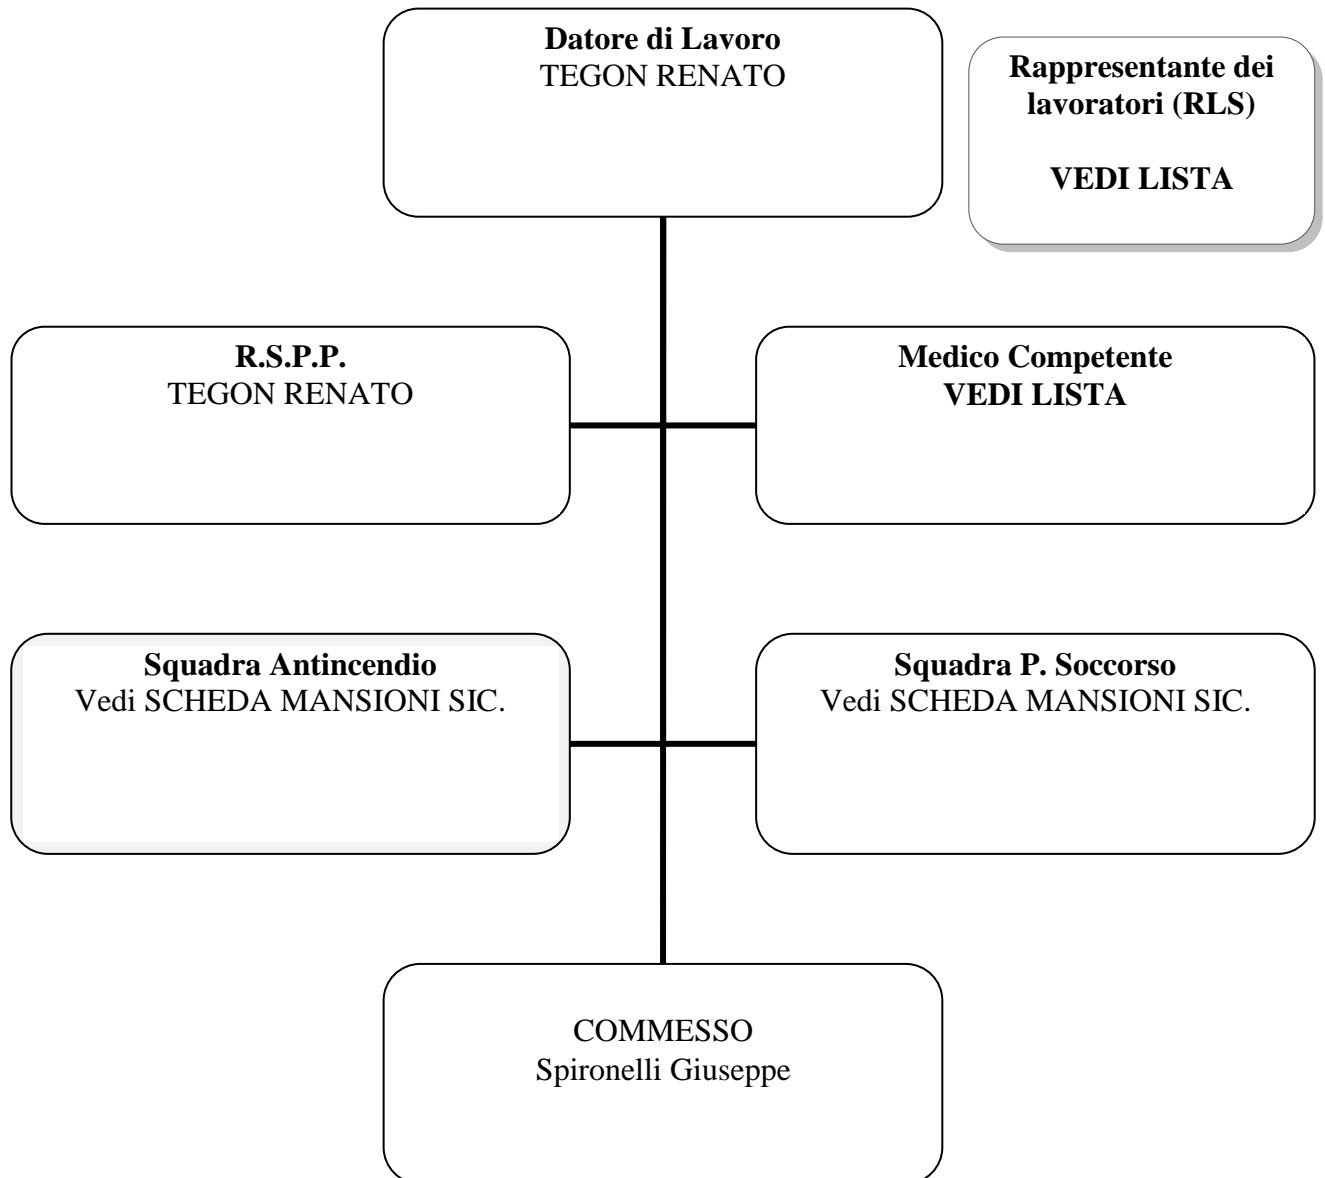 Datore di Lavoro
TEGON RENATO
Rappresentante dei
lavoratori (RLS)
VEDI LISTA
R.S.P.P.
TEGON RENATO
Medico Competente
VEDI LISTA
Squadra Antincendio
Vedi SCHEDA MANSIONI SIC.
Squadra P. Soccorso
Vedi SCHEDA MANSIONI SIC.
COMMESSO
Spironelli Giuseppe